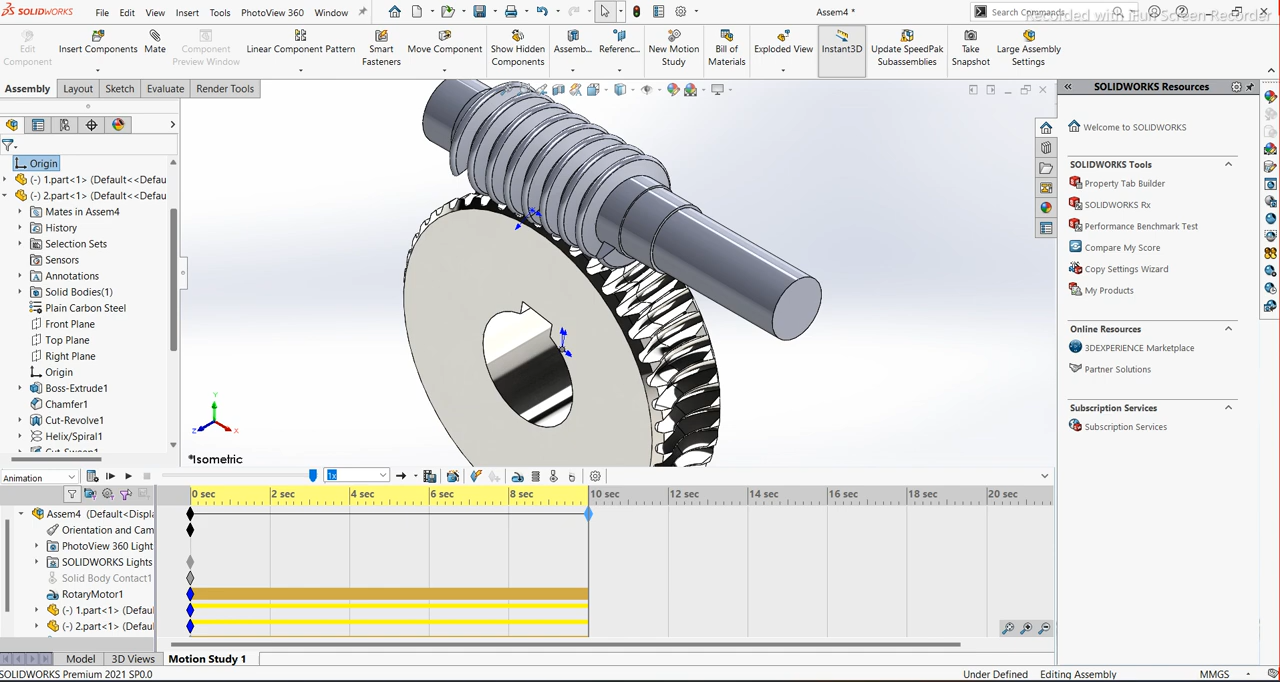 SOLIDWORKS File Edit View Insert Tools PhotoView 360 Window Assem4 * Search Commands
Recorded with iFun Screen Recorder
Edit Component
Insert Components
Mate
Component Preview Window
Linear Component Pattern
Smart Fasteners
Move Component
Show Hidden Components
Assemb...
Referenc...
New Motion Study
Bill of Materials
Exploded View
Instant3D
Update SpeedPak Subassemblies
Take Snapshot
Large Assembly Settings
Assembly Layout Sketch Evaluate Render Tools
Origin
(-) 1.part<1> (Default<<Defau
(-) 2.part<1> (Default<<Defau
Mates in Assem4
History
Selection Sets
Sensors
Annotations
Solid Bodies(1)
Plain Carbon Steel
Front Plane
Top Plane
Right Plane
Origin
Boss-Extrude1
Chamfer1
Cut-Revolve1
Helix/Spiral1
Cut-Sweep1
Y
Z
X
*Isometric
SOLIDWORKS Resources
Welcome to SOLIDWORKS
SOLIDWORKS Tools
Property Tab Builder
SOLIDWORKS Rx
Performance Benchmark Test
Compare My Score
Copy Settings Wizard
My Products
Online Resources
3DEXPERIENCE Marketplace
Partner Solutions
Subscription Services
Subscription Services
Animation 1x
0 sec 2 sec 4 sec 6 sec 8 sec 10 sec 12 sec 14 sec 16 sec 18 sec 20 sec
Assem4 (Default<Displa
Orientation and Cam
PhotoView 360 Light
SOLIDWORKS Lights
Solid Body Contact1
RotaryMotor1
(-) 1.part<1> (Defau
(-) 2.part<1> (Defau
Model 3D Views Motion Study 1
SOLIDWORKS Premium 2021 SP0.0 Under Defined Editing Assembly MMGS